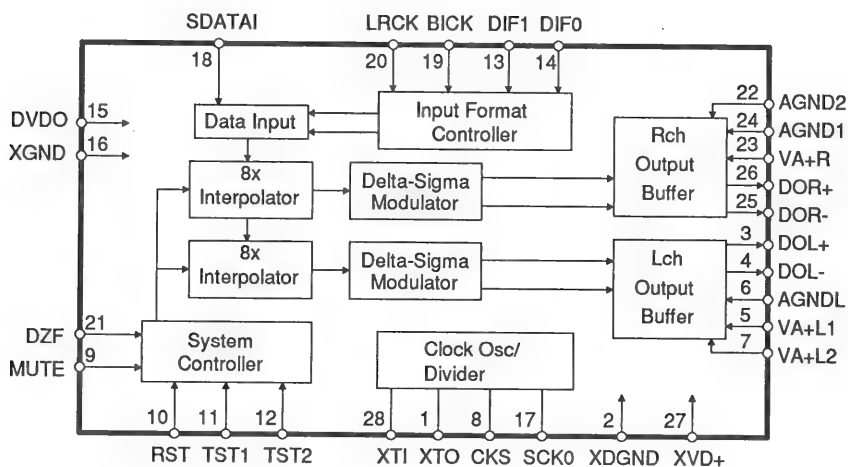 SDATAI LRCK BICK DIF1 DIF0
18 20 19 13 14
DVDO 15
XGND 16
Data Input
Input Format
Controller
22 AGND2
24 AGND1
23 VA+R
26 DOR+
25 DOR-
Rch
Output
Buffer
8x
Interpolator
Delta-Sigma
Modulator
8x
Interpolator
Delta-Sigma
Modulator
3 DOL+
4 DOL-
6 AGNDL
5 VA+L1
7 VA+L2
Lch
Output
Buffer
DZF 21
MUTE 9
System
Controller
Clock Osc/
Divider
10 11 12 28 1 8 17 2 27
RST TST1 TST2 XTI XTO CKS SCK0 XDGND XVD+